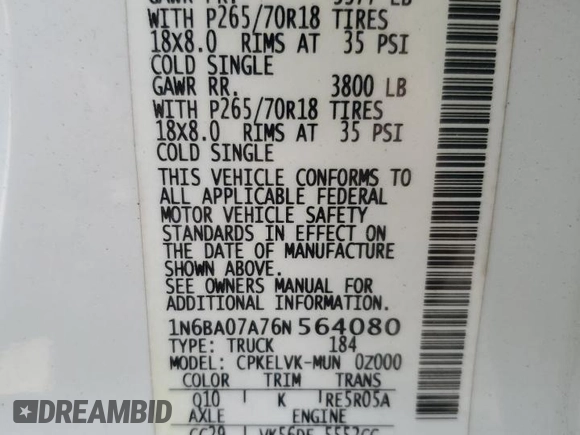 WITH P265/70R18 TIRES
18X8.0 RIMS AT 35 PSI
COLD SINGLE
GAWR RR. 3800 LB
WITH P265/70R18 TIRES
18X8.0 RIMS AT 35 PSI
COLD SINGLE
THIS VEHICLE CONFORMS TO
ALL APPLICABLE FEDERAL
MOTOR VEHICLE SAFETY
STANDARDS IN EFFECT ON
THE DATE OF MANUFACTURE
SHOWN ABOVE.
SEE OWNERS MANUAL FOR
ADDITIONAL INFORMATION.
1N6BA07A76N564080
TYPE: TRUCK 184
MODEL: CPKELVK-MUN 0Z000
COLOR TRIM TRANS
Q10 K RE5R05A
AXLE ENGINE
VK56DE 5552CC
DREAMBID